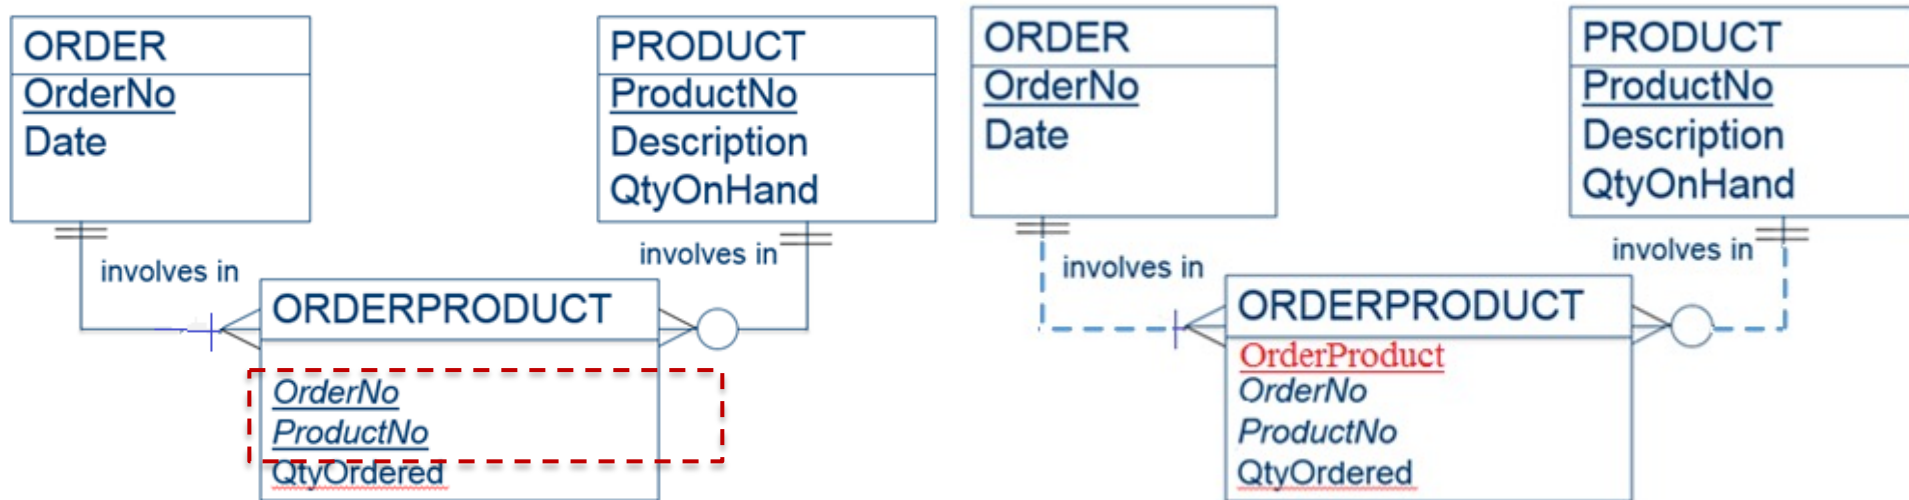 ORDER
OrderNo
Date
PRODUCT
ProductNo
Description
QtyOnHand
involves in
involves in
ORDERPRODUCT
OrderNo
ProductNo
QtyOrdered
ORDER
OrderNo
Date
PRODUCT
ProductNo
Description
QtyOnHand
involves in
involves in
ORDERPRODUCT
OrderProduct
OrderNo
ProductNo
QtyOrdered